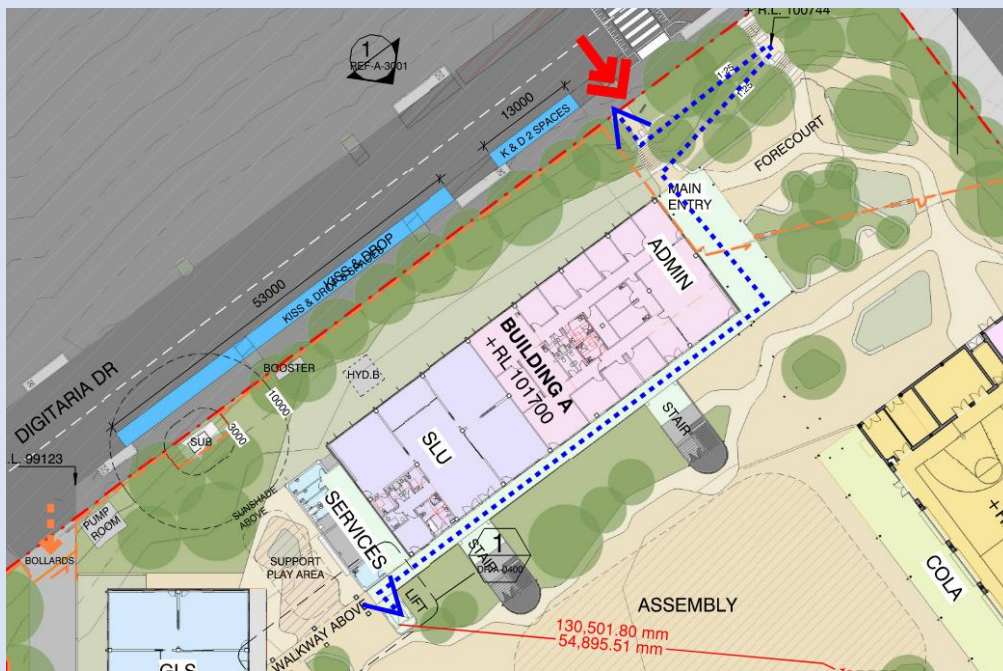 R.L. 100744
1
REF-A-3001
13000
K & D 2 SPACES
1:25
1:25
FORECOURT
MAIN
ENTRY
KISS & DROP
53000
ADMIN
BUILDING A
+RL 101700
BOOSTER
HYD.B
DIGITARIA DR
10000
3000
SUB
SLU
STAIR
.L. 99123
PUMP
ROOM
SUNSHADE
ABOVE
SERVICES
BOLLARDS
SUPPORT
PLAY AREA
STAIR
1
LIFT
WALKWAY ABOVE
ASSEMBLY
COLA
130,501.80 mm
54,895.51 mm
GLS